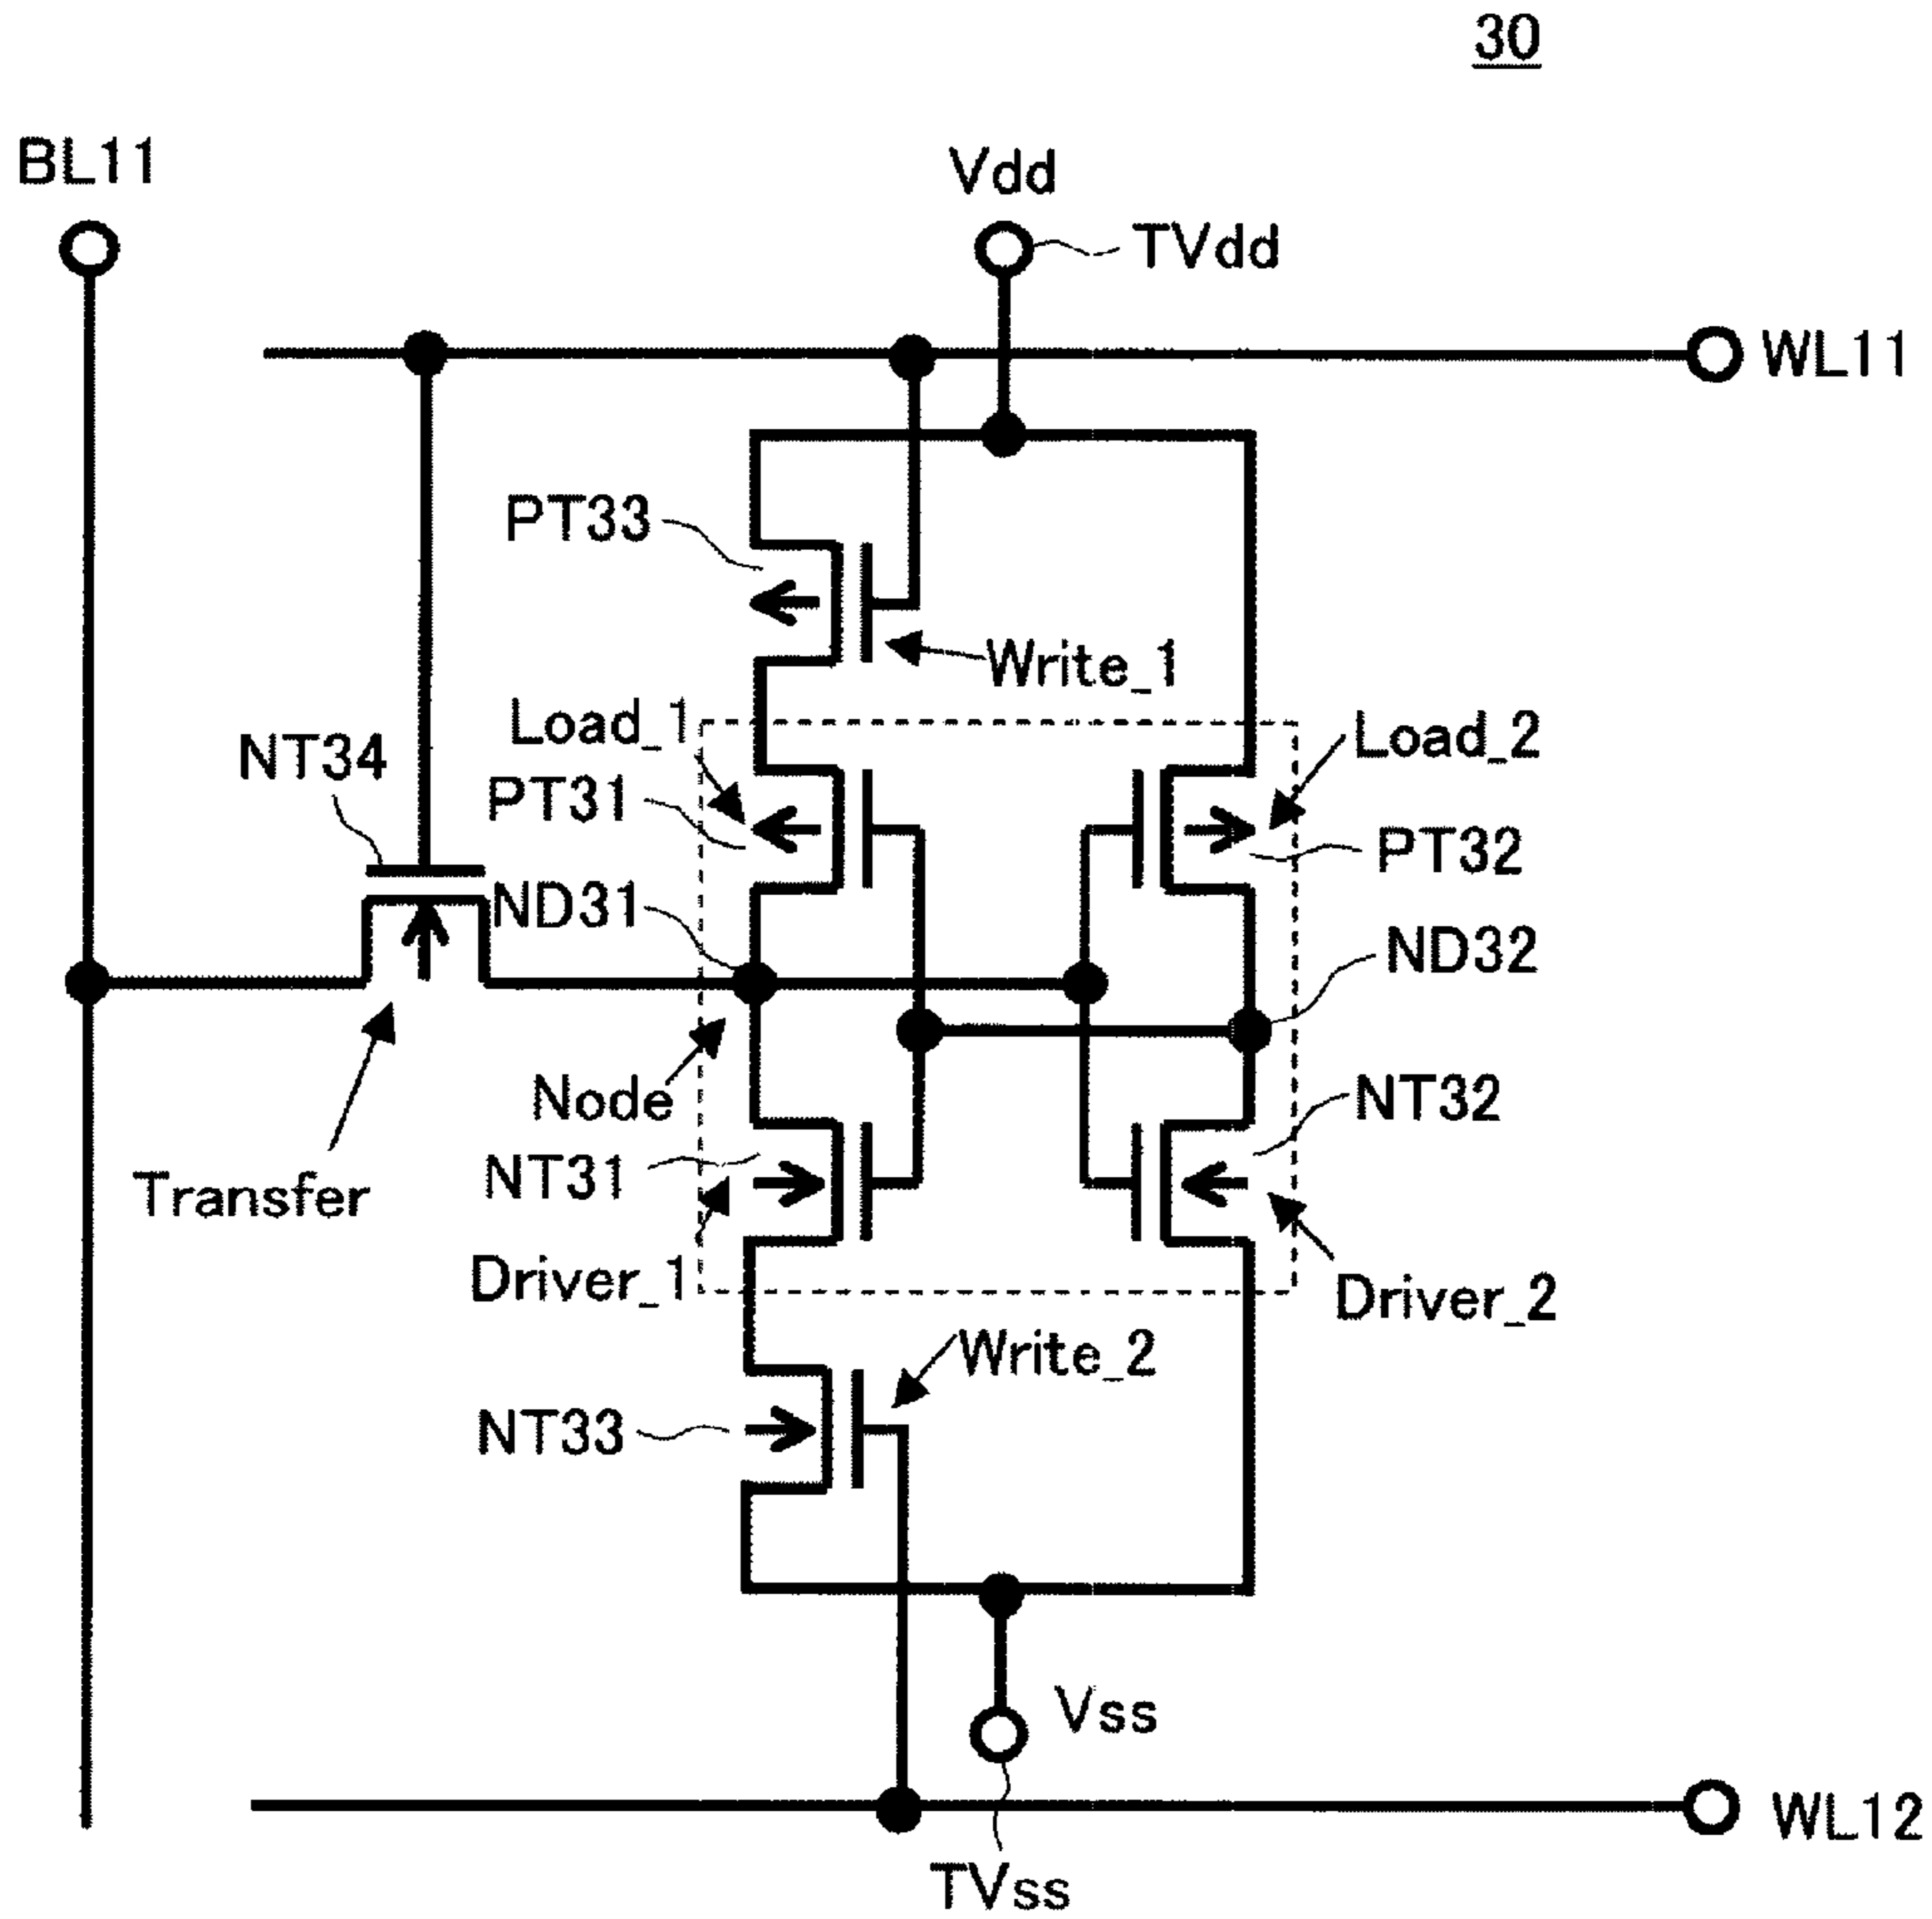 30
BL11
Vdd
TVdd
WL11
PT33
Write_1
Load_1
Load_2
NT34
PT31
PT32
ND31
ND32
Node
NT32
NT31
Transfer
Driver_1
Driver_2
Write_2
NT33
Vss
WL12
TVss